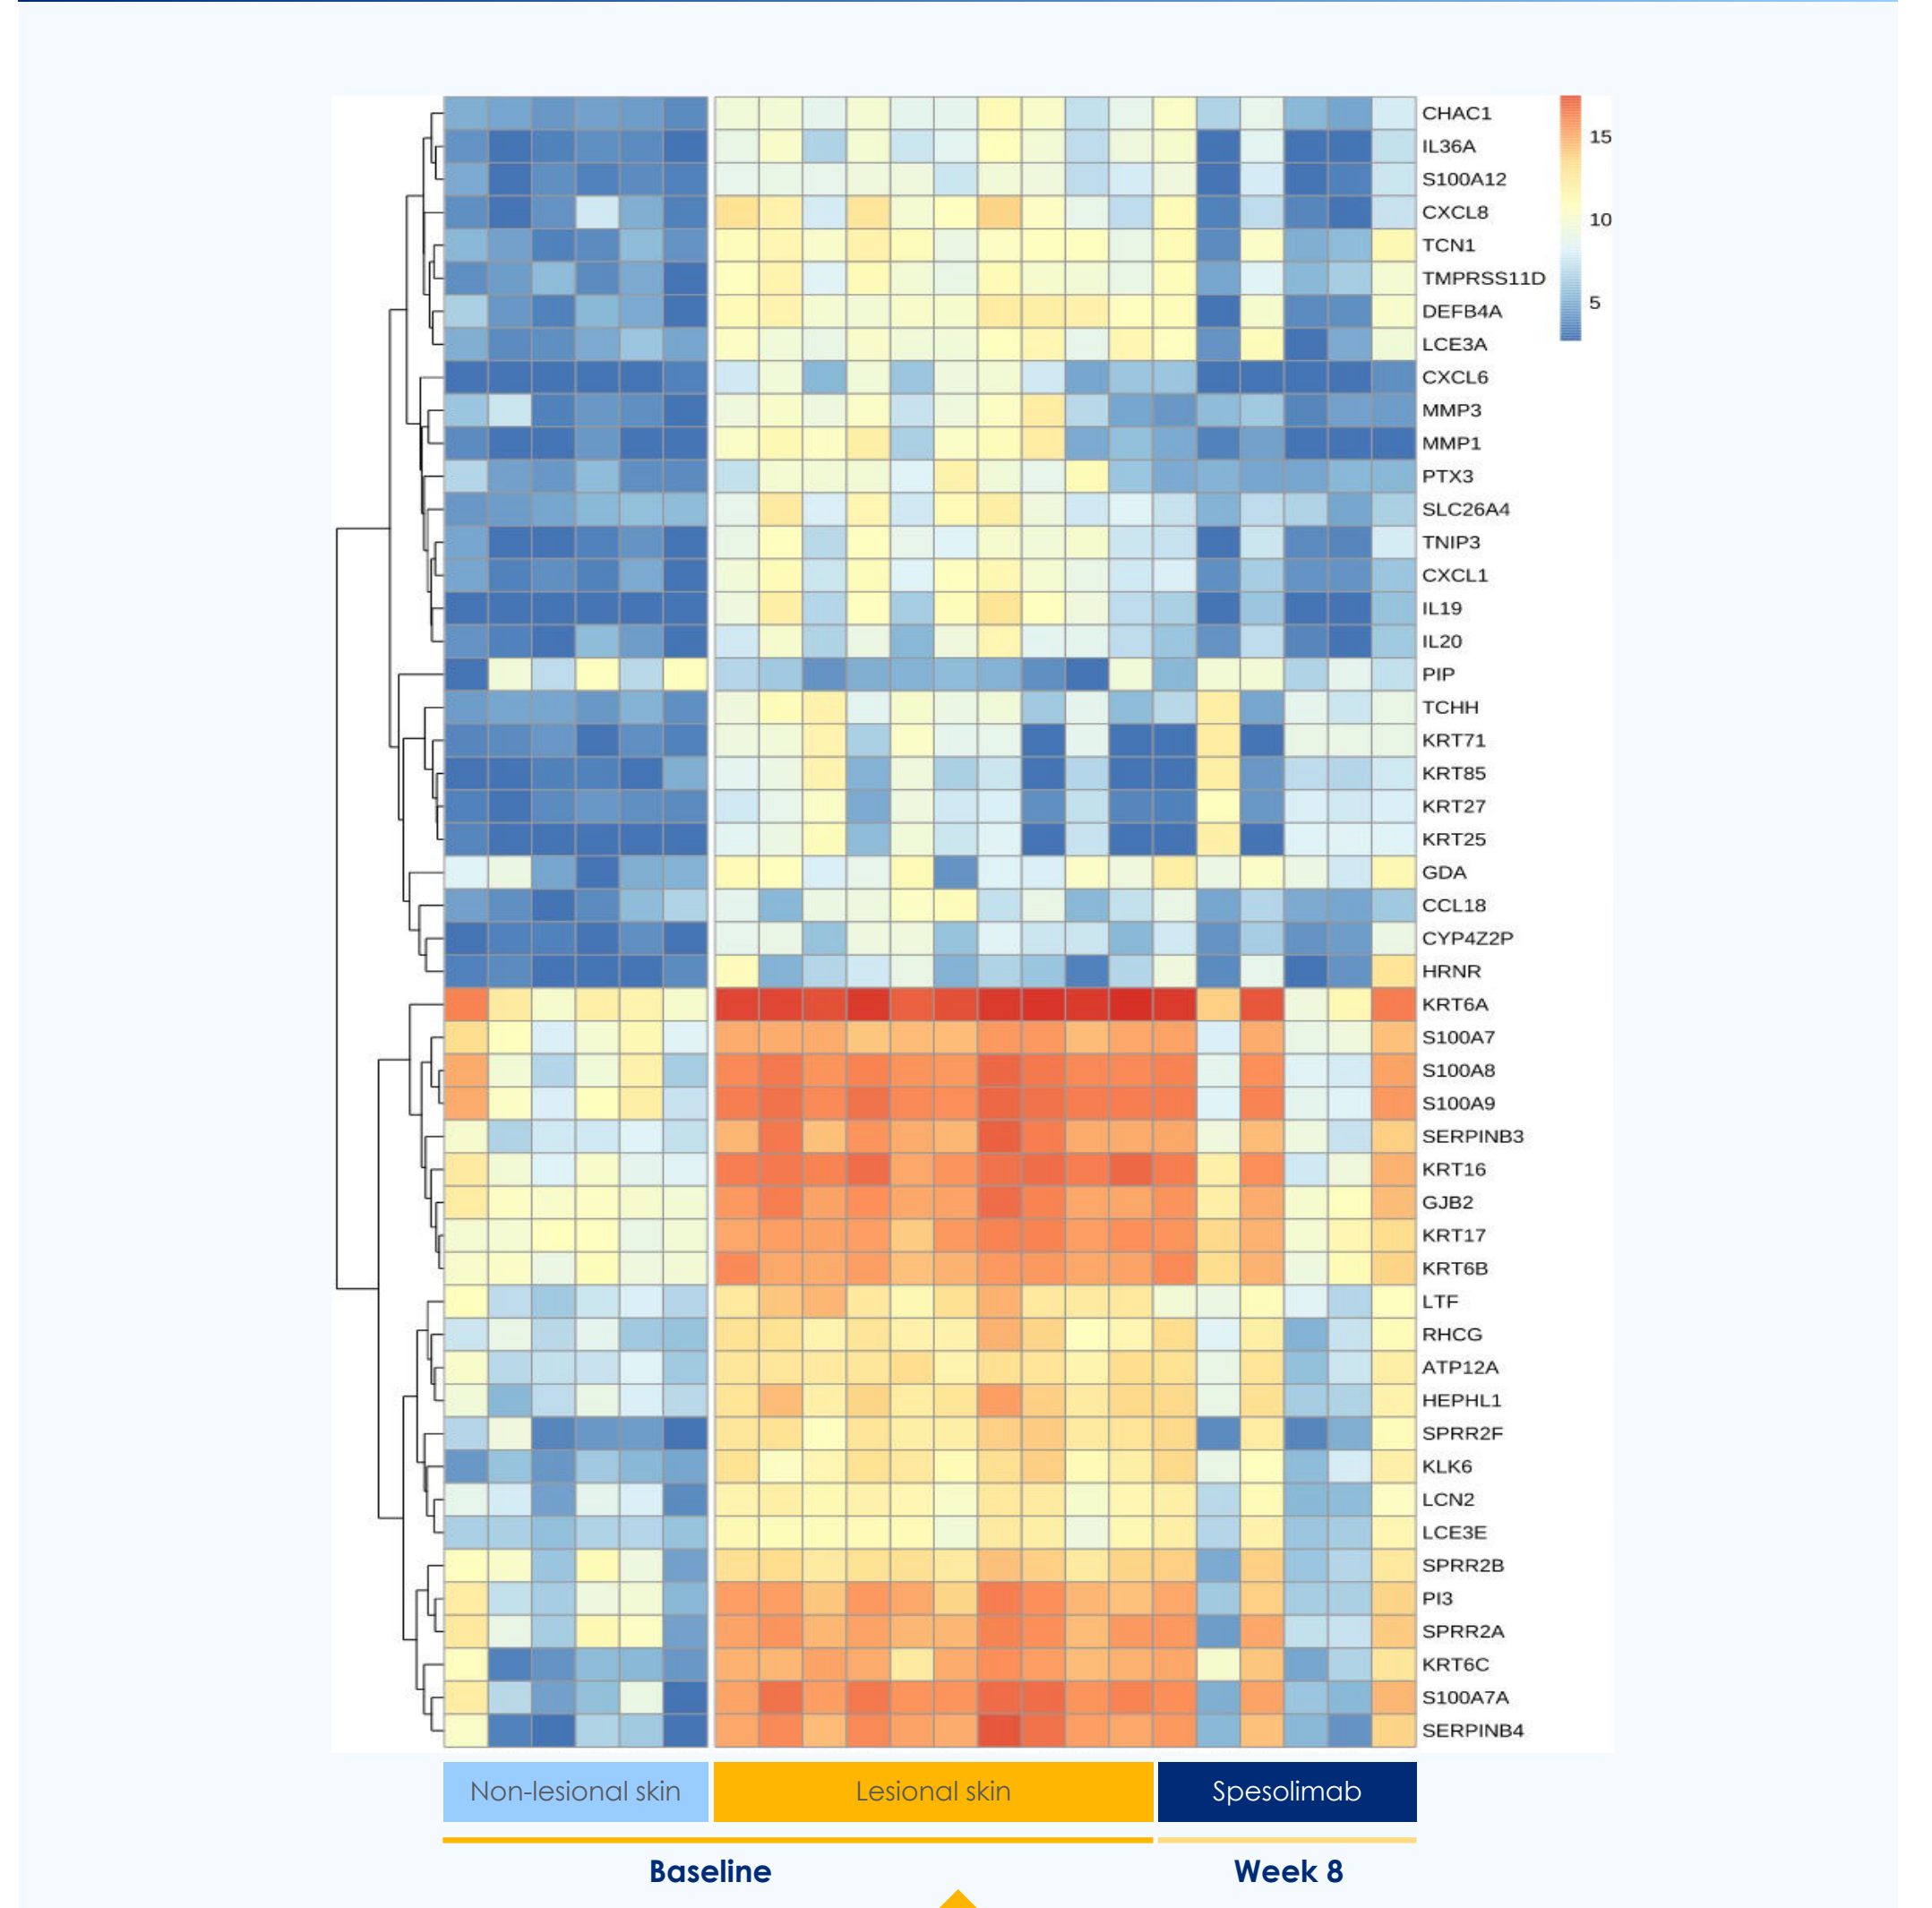 CHAC1
15
IL36A
S100A12
CXCL8
10
TCN1
TMPRSS11D
5
DEFB4A
LCE3A
CXCL6
MMP3
MMP1
PTX3
SLC26A4
TNIP3
CXCL1
IL19
IL20
PIP
TCHH
KRT71
KRT85
KRT27
KRT25
GDA
CCL18
CYP4Z2P
HRNR
KRT6A
S100A7
S100A8
S100A9
SERPINB3
KRT16
GJB2
KRT17
KRT6B
LTF
RHCG
ATP12A
HEPHL1
SPRR2F
KLK6
LCN2
LCE3E
SPRR2B
PI3
SPRR2A
KRT6C
S100A7A
SERPINB4
Non-lesional skin Lesional skin Spesolimab
Baseline Week 8